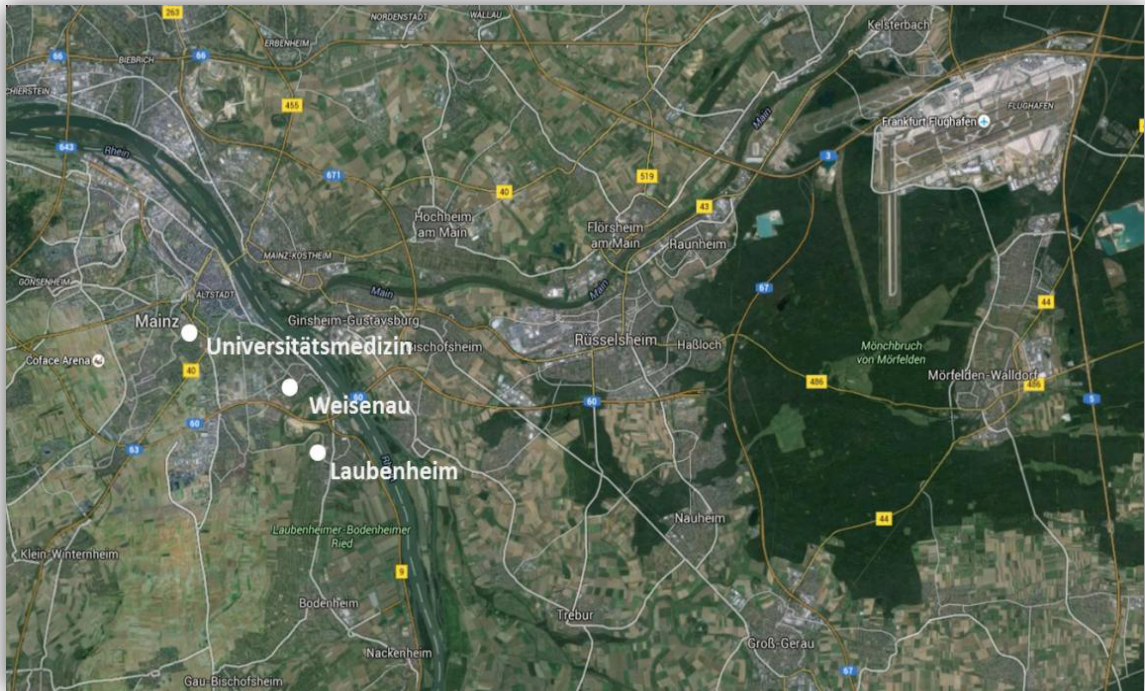 263
NORDENSTADT
WALLAU
Kelsterbach
ERBENHEIM
66
BIEBRICH
66
CHIERSTEIN
455
FLUGHAFEN
Frankfurt Flughafen
Main
643
Rhein
3
671
40
519
43
Hochheim
am Main
Flörsheim
am Main
Raunheim
MAINZ-KOSTHEIM
GONSENHEIM
67
Main
Main
ALTSTADT
44
Mainz
Ginsheim-Gustavsburg
Universitätsmedizin
Bischofsheim
Rüsselsheim
Haßloch
Mönchbruch
von Mörfelden
Coface Arena
40
Mörfelden-Walldorf
486
486
60
Weisenau
60
5
60
63
Laubenheim
44
Nauheim
Laubenheimer-Bodenheimer
Ried
Klein-Winternheim
9
Bodenheim
Trebur
Groß-Gerau
Nackenheim
67
Gau-Bischofsheim